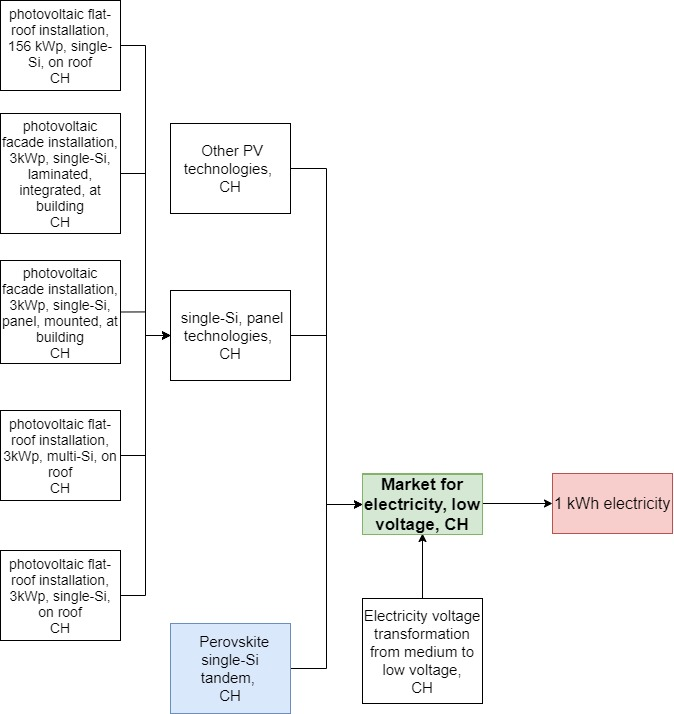 photovoltaic flat-
roof installation,
156 kWp, single-
Si, on roof
CH
photovoltaic
facade installation,
3kWp, single-Si,
laminated,
integrated, at
building
CH
photovoltaic
facade installation,
3kWp, single-Si,
panel, mounted, at
building
CH
photovoltaic flat-
roof installation,
3kWp, multi-Si, on
roof
CH
photovoltaic flat-
roof installation,
3kWp, single-Si,
on roof
CH
Other PV
technologies,
CH
single-Si, panel
technologies,
CH
Perovskite
single-Si
tandem,
CH
Market for
electricity, low
voltage, CH
Electricity voltage
transformation
from medium to
low voltage,
CH
1 kWh electricity